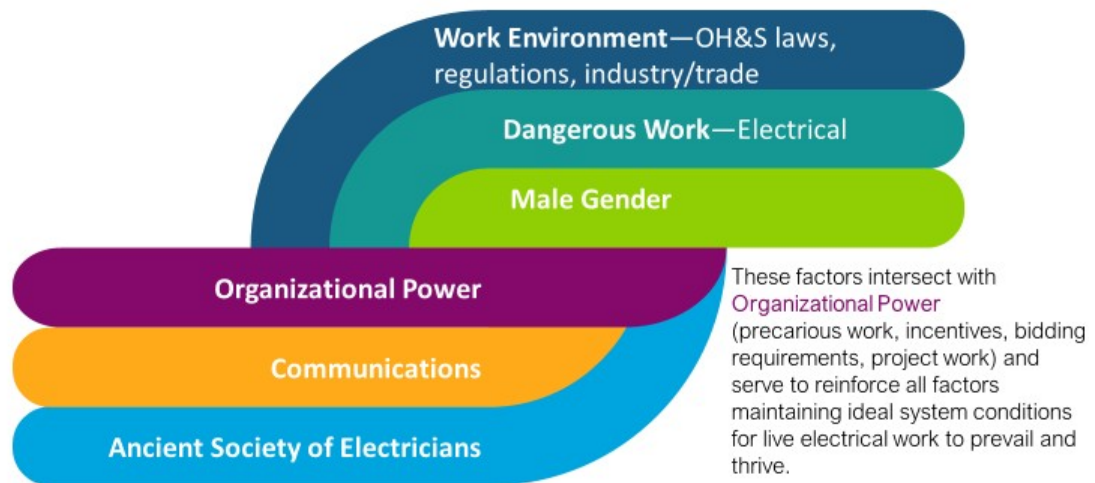 Work Environment—OH&S laws,
regulations, industry/trade
Dangerous Work—Electrical
Male Gender
Organizational Power
Communications
Ancient Society of Electricians
These factors intersect with
Organizational Power
(precarious work, incentives, bidding
requirements, project work) and
serve to reinforce all factors
maintaining ideal system conditions
for live electrical work to prevail and
thrive.